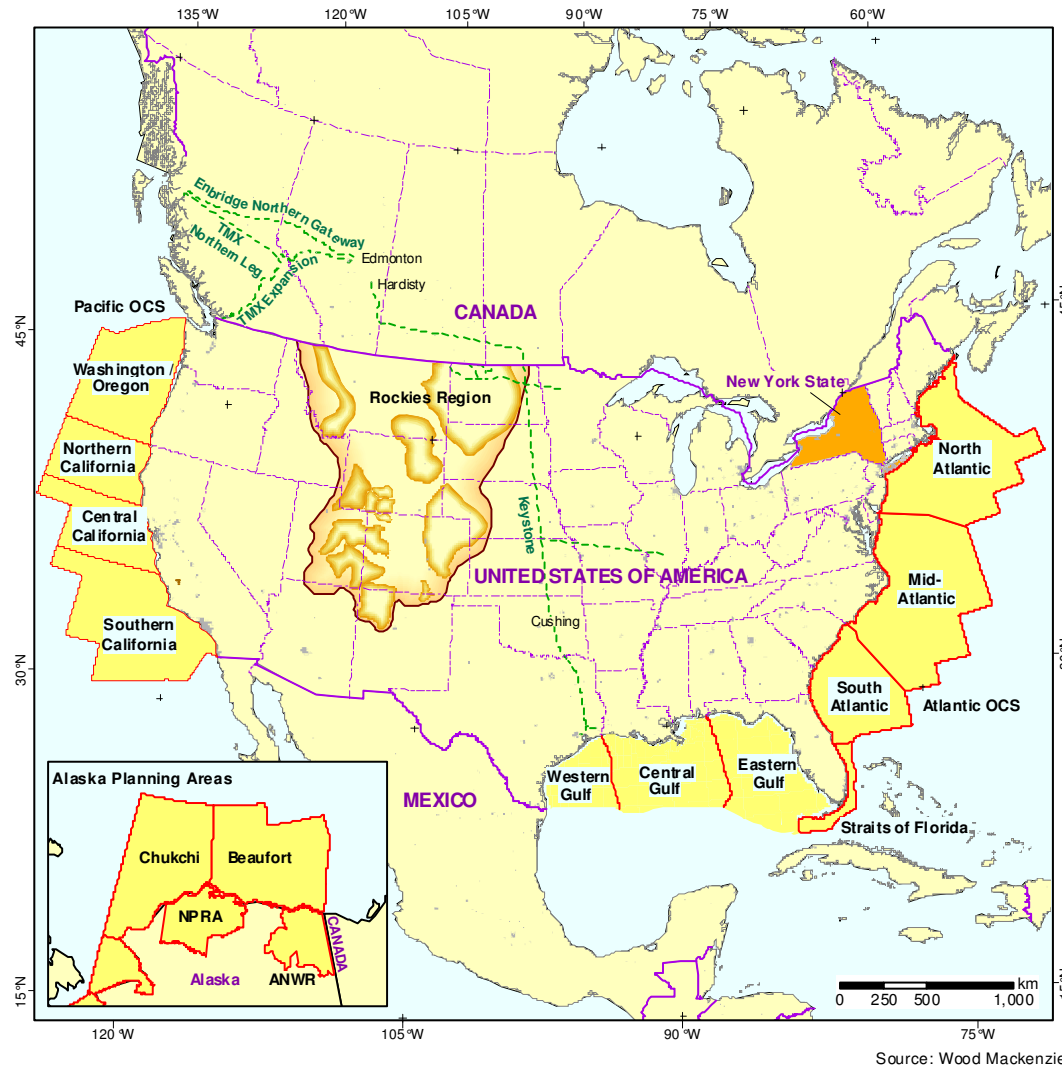 135°W
120°W
105°W
90°W
75°W
60°W
Enbridge Northern Gateway
TMX
Northern Leg
TMX Expansion
Edmonton
Hardisty
Pacific OCS
CANADA
45°N
Washington /
Oregon
Rockies Region
New York State
Northern
California
North
Atlantic
Central
California
Keystone
UNITED STATES OF AMERICA
Mid-
Atlantic
Southern
California
Cushing
30°N
South
Atlantic
Atlantic OCS
Western
Gulf
Central
Gulf
Eastern
Gulf
MEXICO
Straits of Florida
Alaska Planning Areas
Chukchi
Beaufort
NPRA
CANADA
Alaska
ANWR
15°N
km
0
250
500
1,000
120°W
105°W
90°W
75°W
Source: Wood Mackenzie